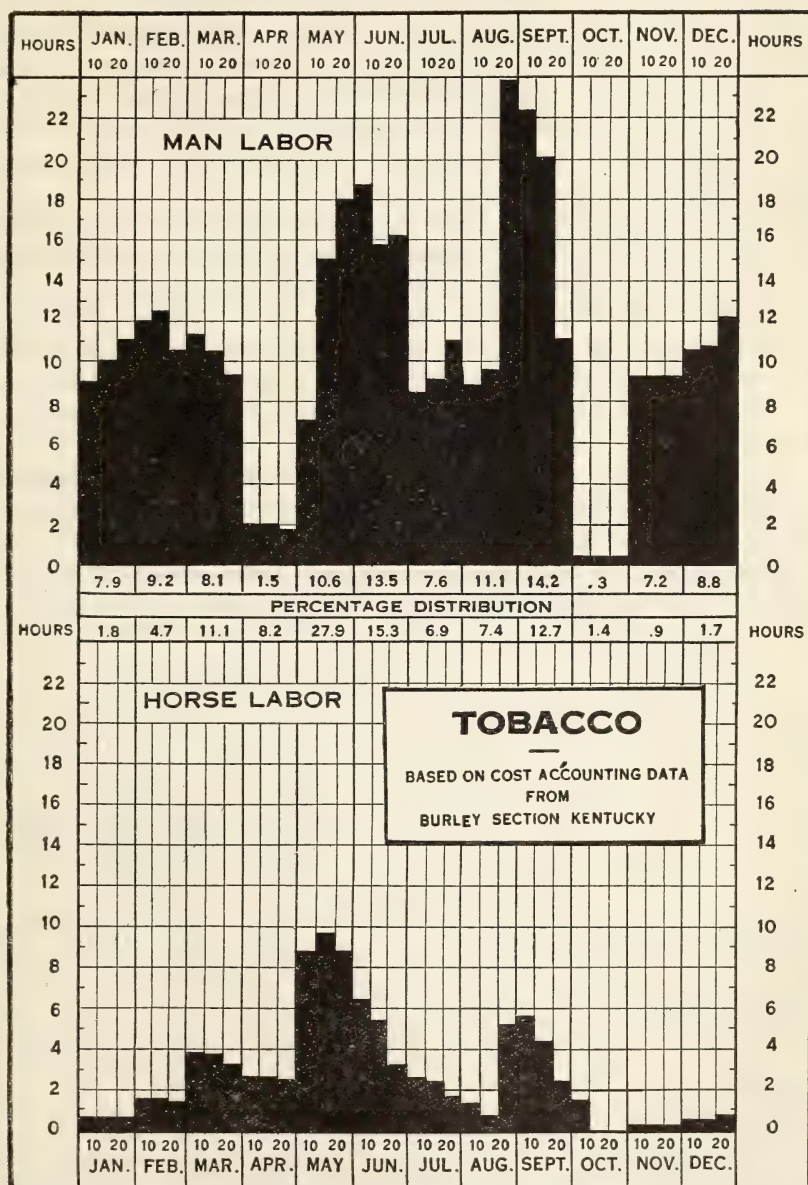 HOURS JAN. FEB. MAR. APR MAY JUN. JUL. AUG. SEPT. OCT. NOV. DEC. HOURS
10 20 10 20 10 20 10 20 10 20 10 20 10 20 10 20 10 20 10 20 10 20 10 20
22 22
MAN LABOR
20 20
18 18
16 16
14 14
12 12
10 10
8 8
6 6
4 4
2 2
0 0
7.9 9.2 8.1 1.5 10.6 13.5 7.6 11.1 14.2 .3 7.2 8.8
PERCENTAGE DISTRIBUTION
HOURS 1.8 4.7 11.1 8.2 27.9 15.3 6.9 7.4 12.7 1.4 .9 1.7 HOURS
22 22
HORSE LABOR
20 20
TOBACCO
18 18
BASED ON COST ACCOUNTING DATA
FROM
16 16
BURLEY SECTION KENTUCKY
14 14
12 12
10 10
8 8
6 6
4 4
2 2
0 0
10 20 10 20 10 20 10 20 10 20 10 20 10 20 10 20 10 20 10 20 10 20 10 20
JAN. FEB. MAR. APR. MAY JUN. JUL. AUG. SEPT. OCT. NOV. DEC.